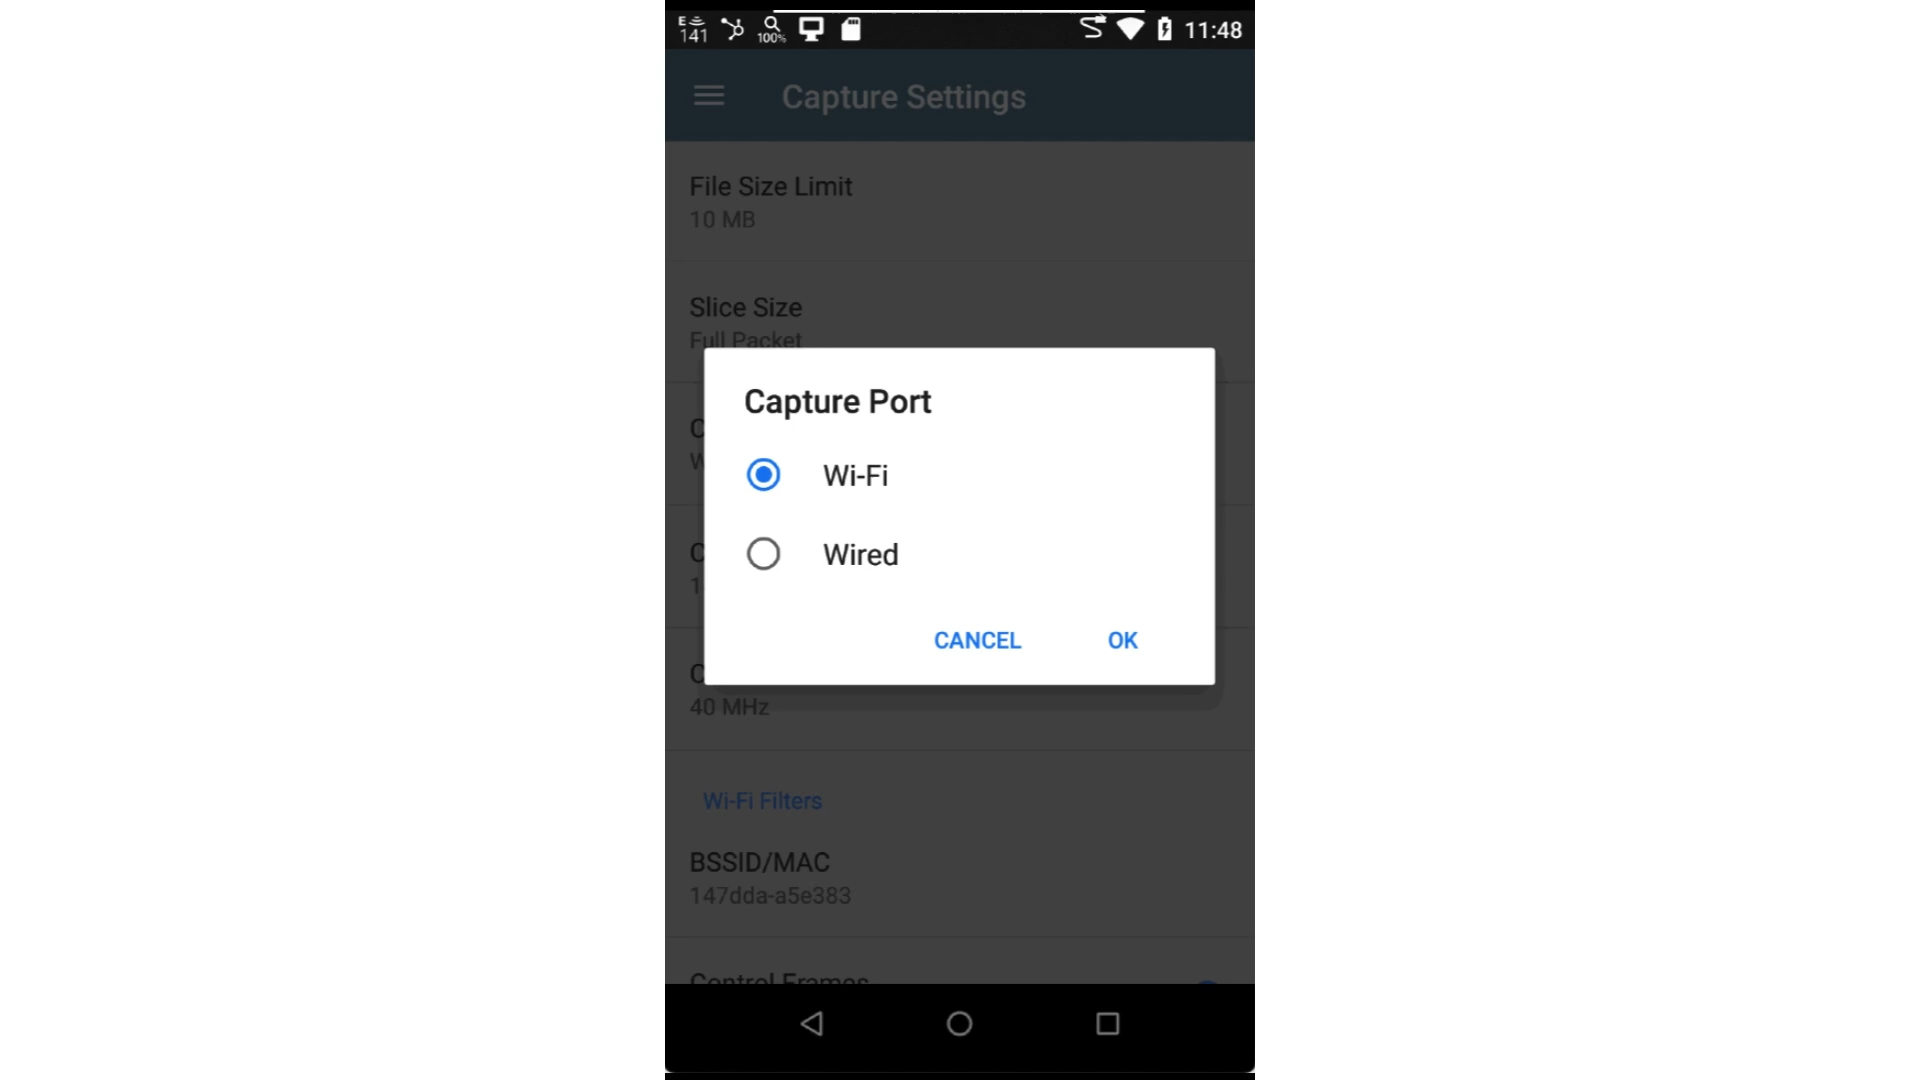 E
141
100%
11:48
Capture Settings
File Size Limit
10 MB
Slice Size
Full Packet
Capture Port
Wi-Fi
Wired
CANCEL
OK
40 MHz
Wi-Fi Filters
BSSID/MAC
147dda-a5e383
Control Frames